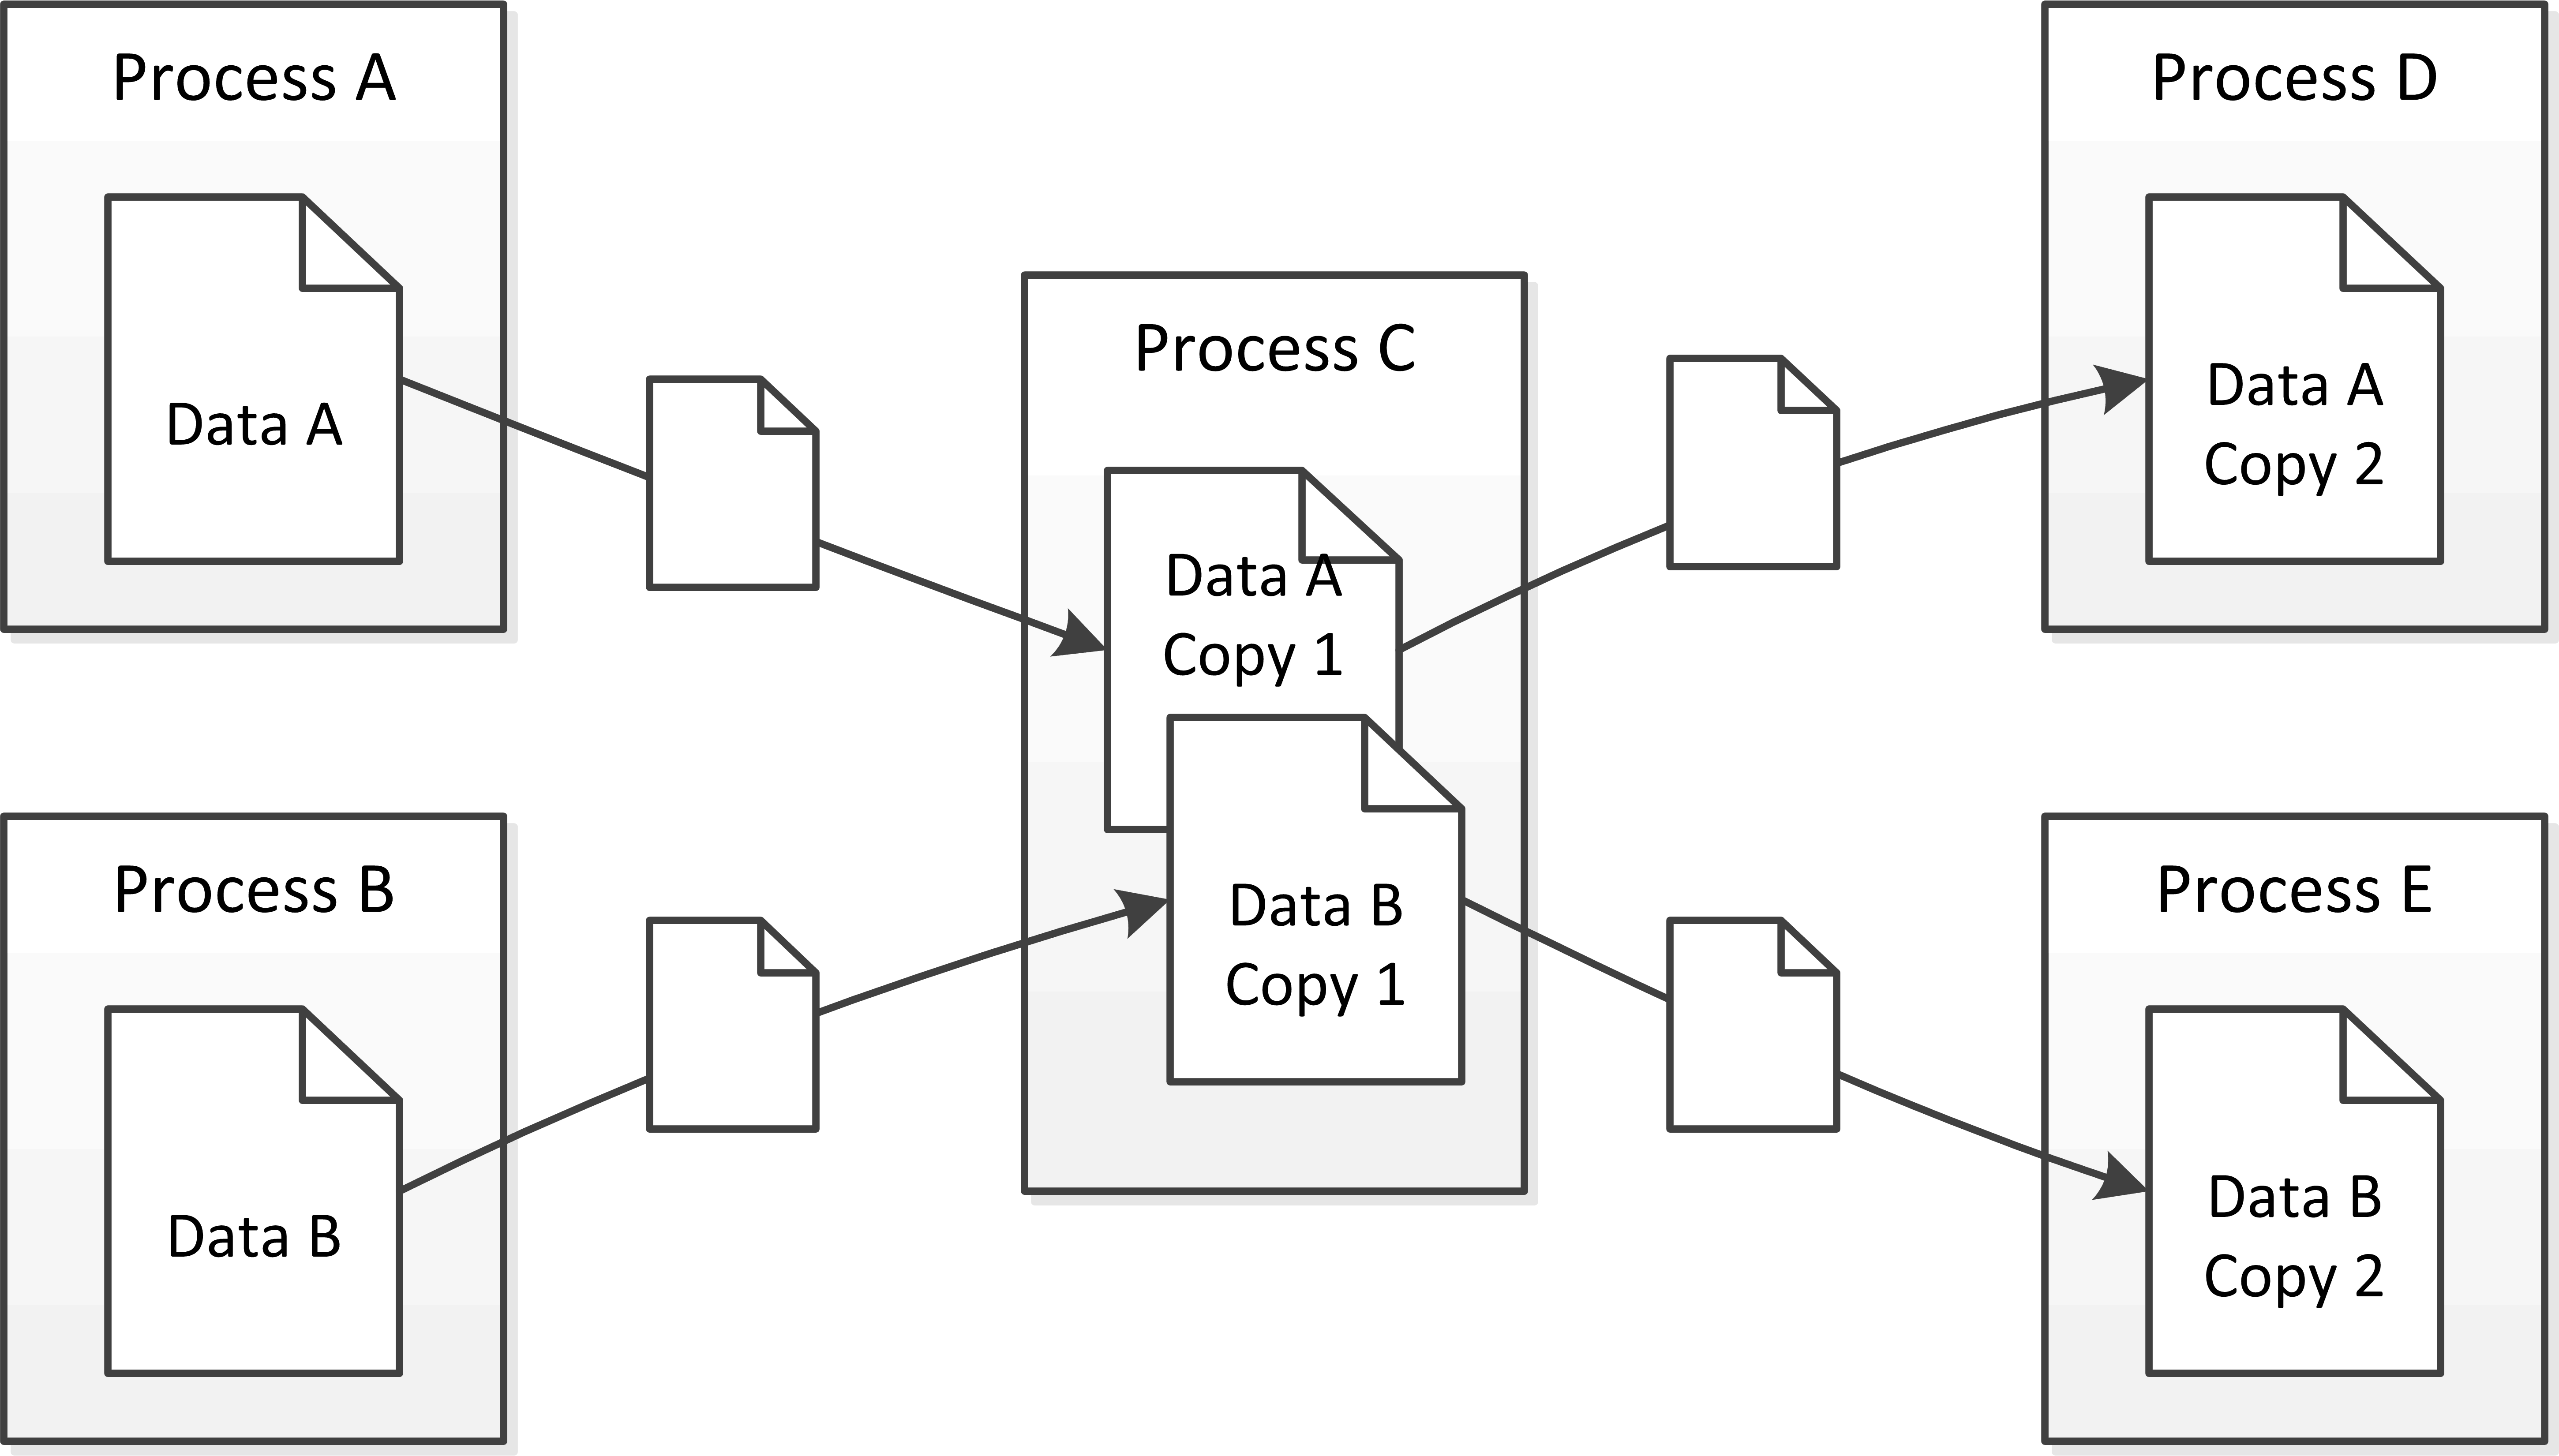 Process A
Data A
Process B
Data B
Process C
Data A
Copy 1
Data B
Copy 1
Process D
Data A
Copy 2
Process E
Data B
Copy 2